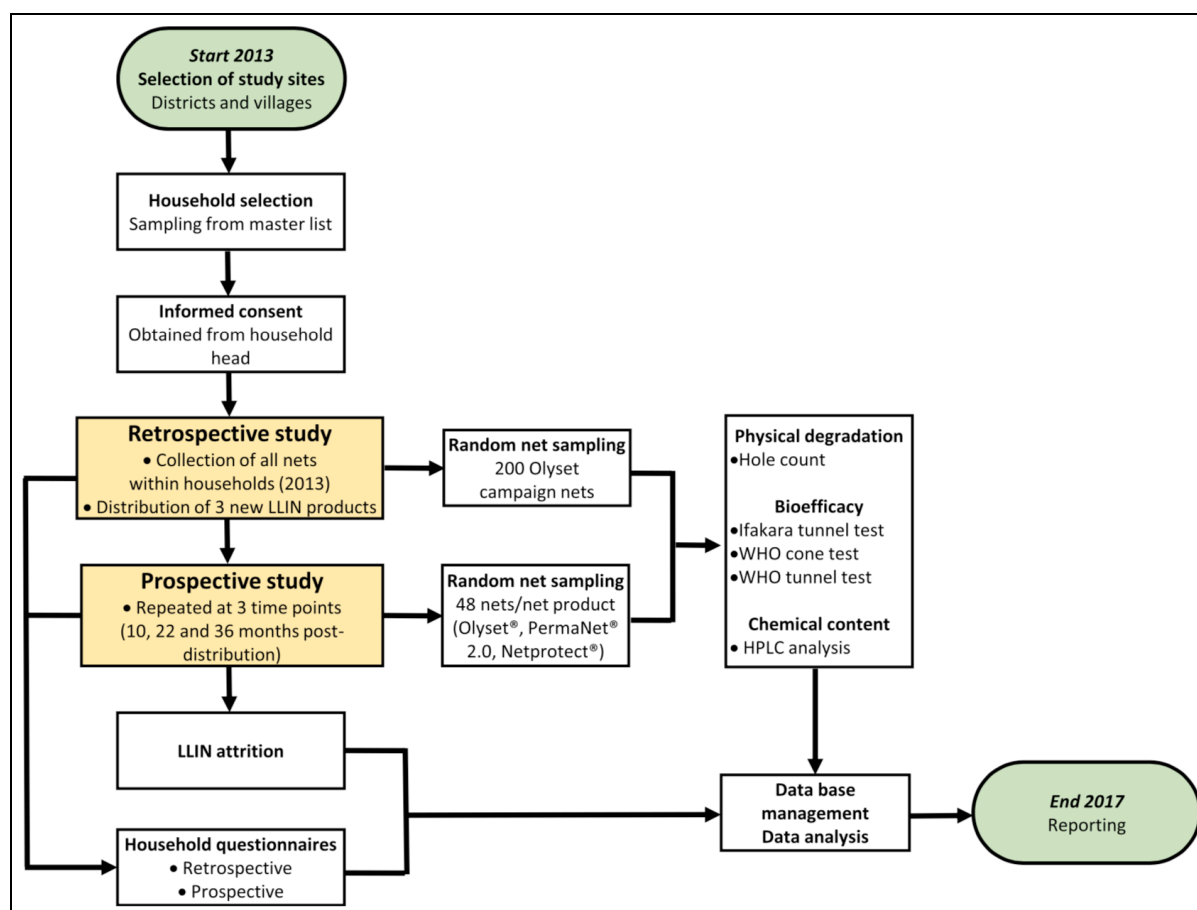 Start 2013
Selection of study sites
Districts and villages
Household selection
Sampling from master list
Informed consent
Obtained from household
head
Retrospective study
● Collection of all nets
within households (2013)
● Distribution of 3 new LLIN products
Random net sampling
200 Olyset
campaign nets
Prospective study
● Repeated at 3 time points
(10, 22 and 36 months post-
distribution)
Random net sampling
48 nets/net product
(Olyset®, PermaNet®
2.0, Netprotect®)
Physical degradation
●Hole count
Bioefficacy
●Ifakara tunnel test
●WHO cone test
●WHO tunnel test
Chemical content
● HPLC analysis
LLIN attrition
Household questionnaires
● Retrospective
● Prospective
Data base
management
Data analysis
End 2017
Reporting